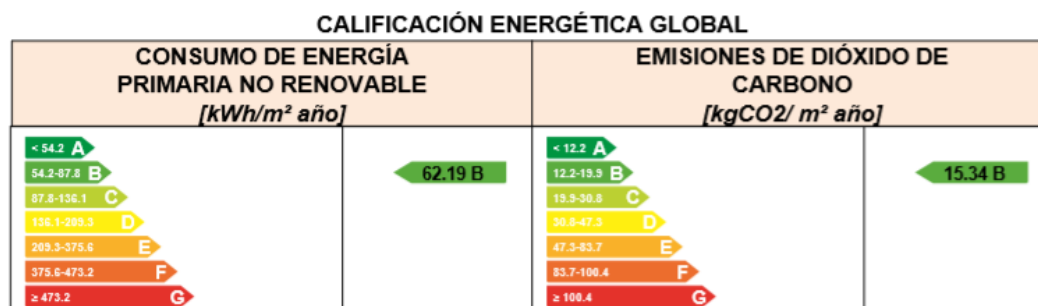 CALIFICACIÓN ENERGÉTICA GLOBAL
CONSUMO DE ENERGÍA
PRIMARIA NO RENOVABLE
[kWh/m² año]
EMISIONES DE DIÓXIDO DE
CARBONO
[kgCO2/ m² año]
< 54.2 A
54.2-87.8 B
87.8-136.1 C
136.1-209.3 D
209.3-375.6 E
375.6-473.2 F
≥ 473.2 G
62.19 B
< 12.2 A
12.2-19.9 B
19.9-30.8 C
30.8-47.3 D
47.3-83.7 E
83.7-100.4 F
≥ 100.4 G
15.34 B